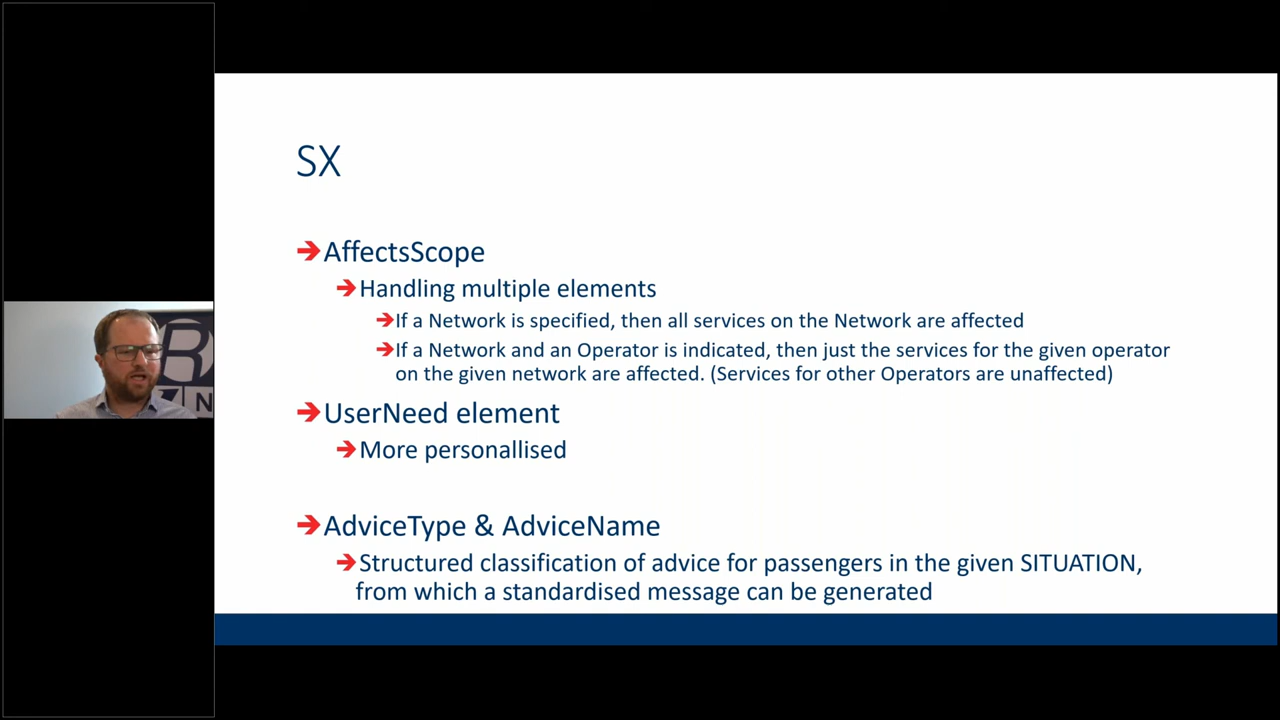 SX
➔AffectsScope
➔Handling multiple elements
➔If a Network is specified, then all services on the Network are affected
➔If a Network and an Operator is indicated, then just the services for the given operator
on the given network are affected. (Services for other Operators are unaffected)
➔UserNeed element
➔More personallised
➔AdviceType & AdviceName
➔Structured classification of advice for passengers in the given SITUATION,
from which a standardised message can be generated